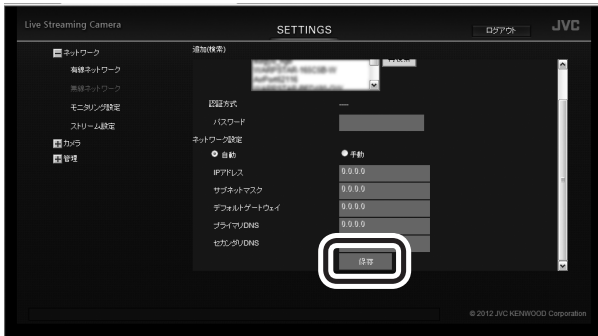 Live Streaming Camera
SETTINGS
ログアウト
JVC
ネットワーク
有線ネットワーク
無線ネットワーク
モニタリング設定
ストリーム設定
カメラ
管理
追加(検索)
認証方式 —
パスワード
ネットワーク設定
自動 手動
IPアドレス 0.0.0.0
サブネットマスク 0.0.0.0
デフォルトゲートウェイ 0.0.0.0
プライマリDNS 0.0.0.0
セカンダリDNS
保存
© 2012 JVC KENWOOD Corporation